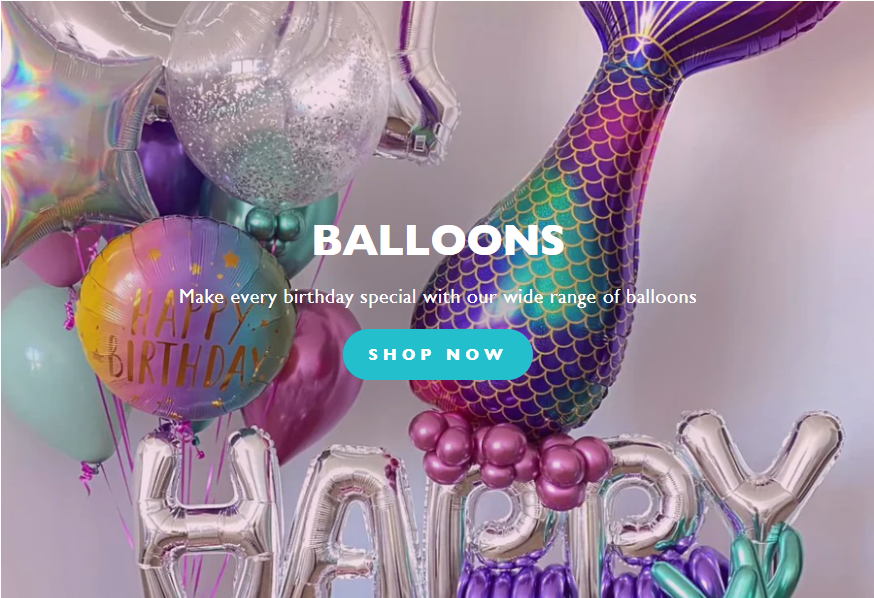 BALLOONS
Make every birthday special with our wide range of balloons
HAPPY
BIRTHDAY
SHOP NOW
HAPPY